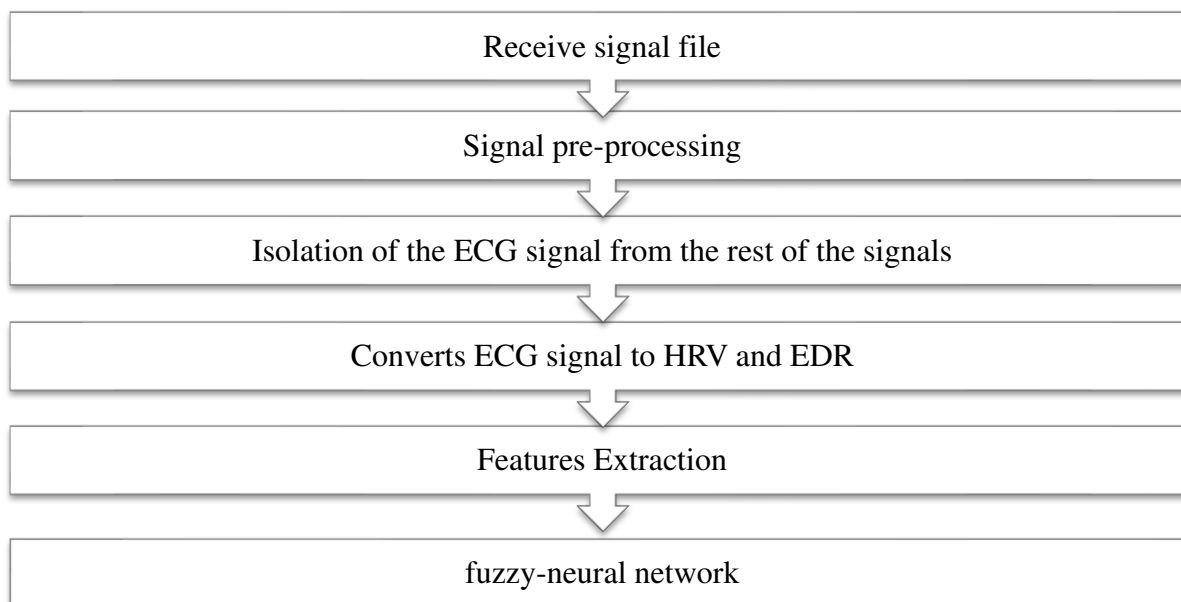 Receive signal file
Signal pre-processing
Isolation of the ECG signal from the rest of the signals
Converts ECG signal to HRV and EDR
Features Extraction
fuzzy-neural network